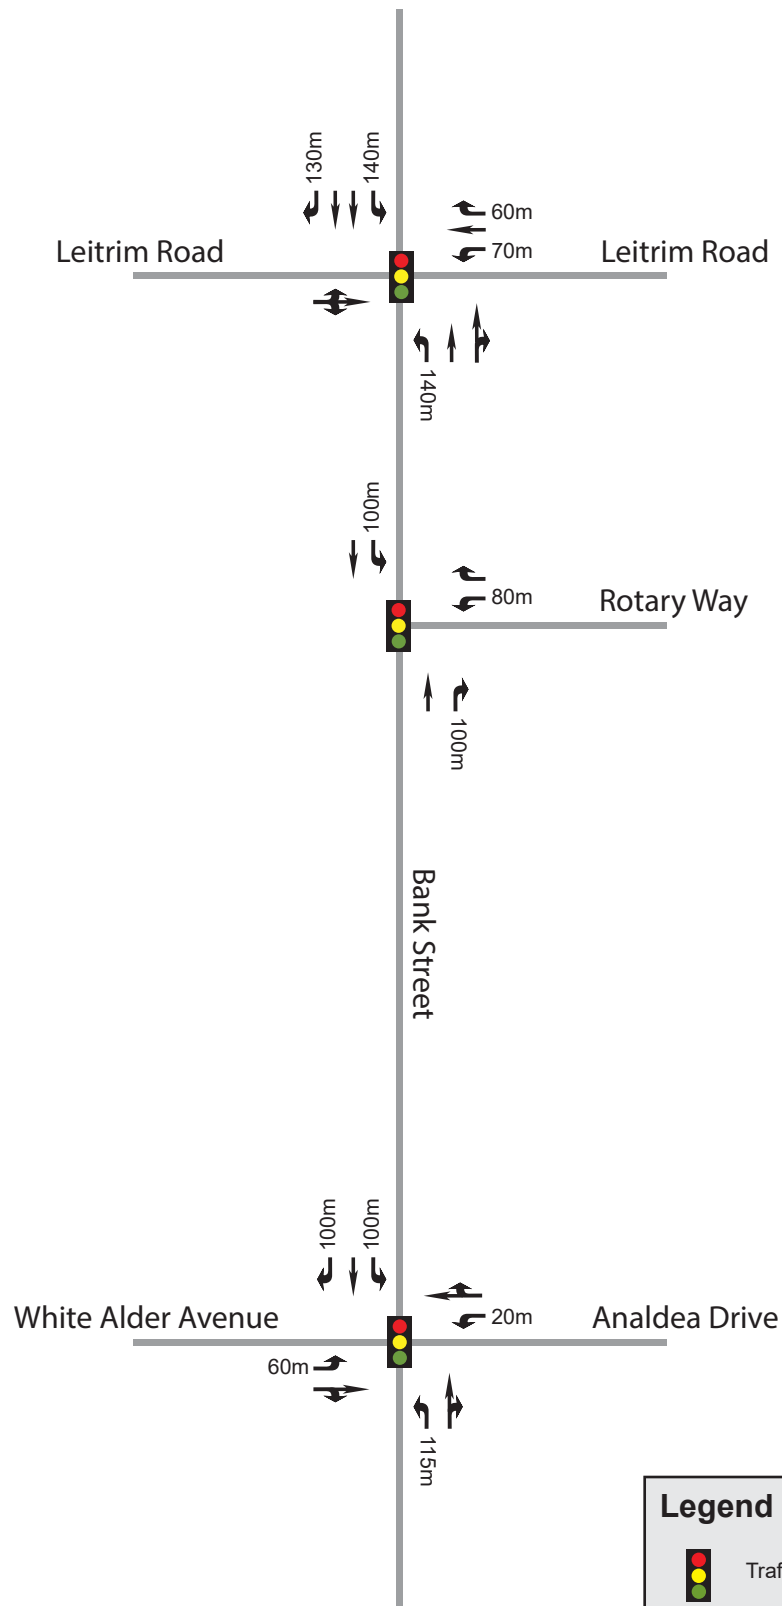 130m
140m
60m
70m
Leitrim Road
Leitrim Road
140m
100m
80m
Rotary Way
100m
Bank Street
100m
100m
White Alder Avenue
20m
Analdea Drive
60m
115m
Legend